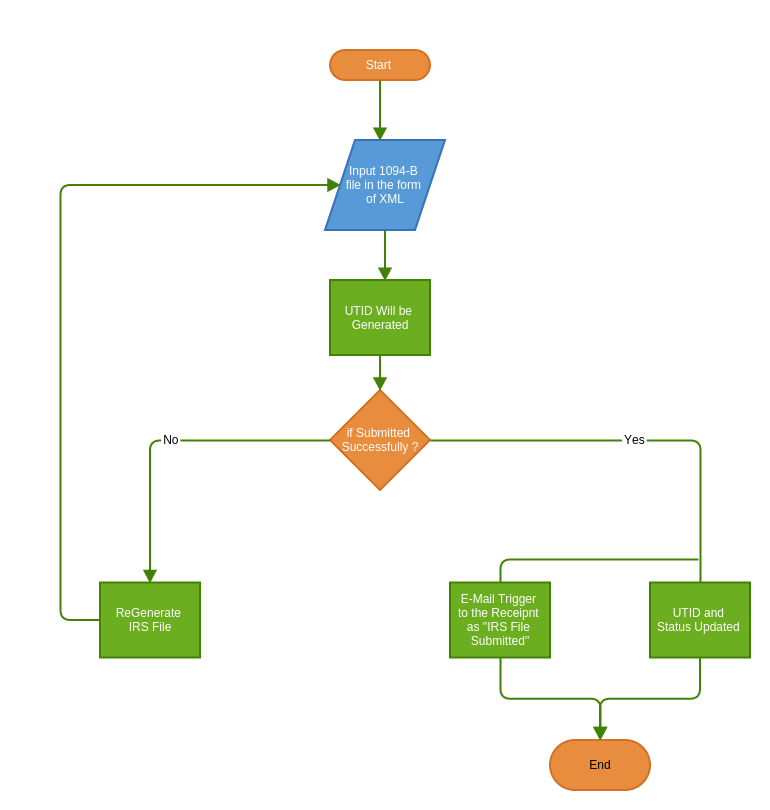 Start
Input 1094-B
file in the form
of XML
UTID Will be
Generated
if Submitted
Successfully ?
No
Yes
ReGenerate
IRS File
E-Mail Trigger
to the Receipnt
as "IRS File
Submitted"
UTID and
Status Updated
End